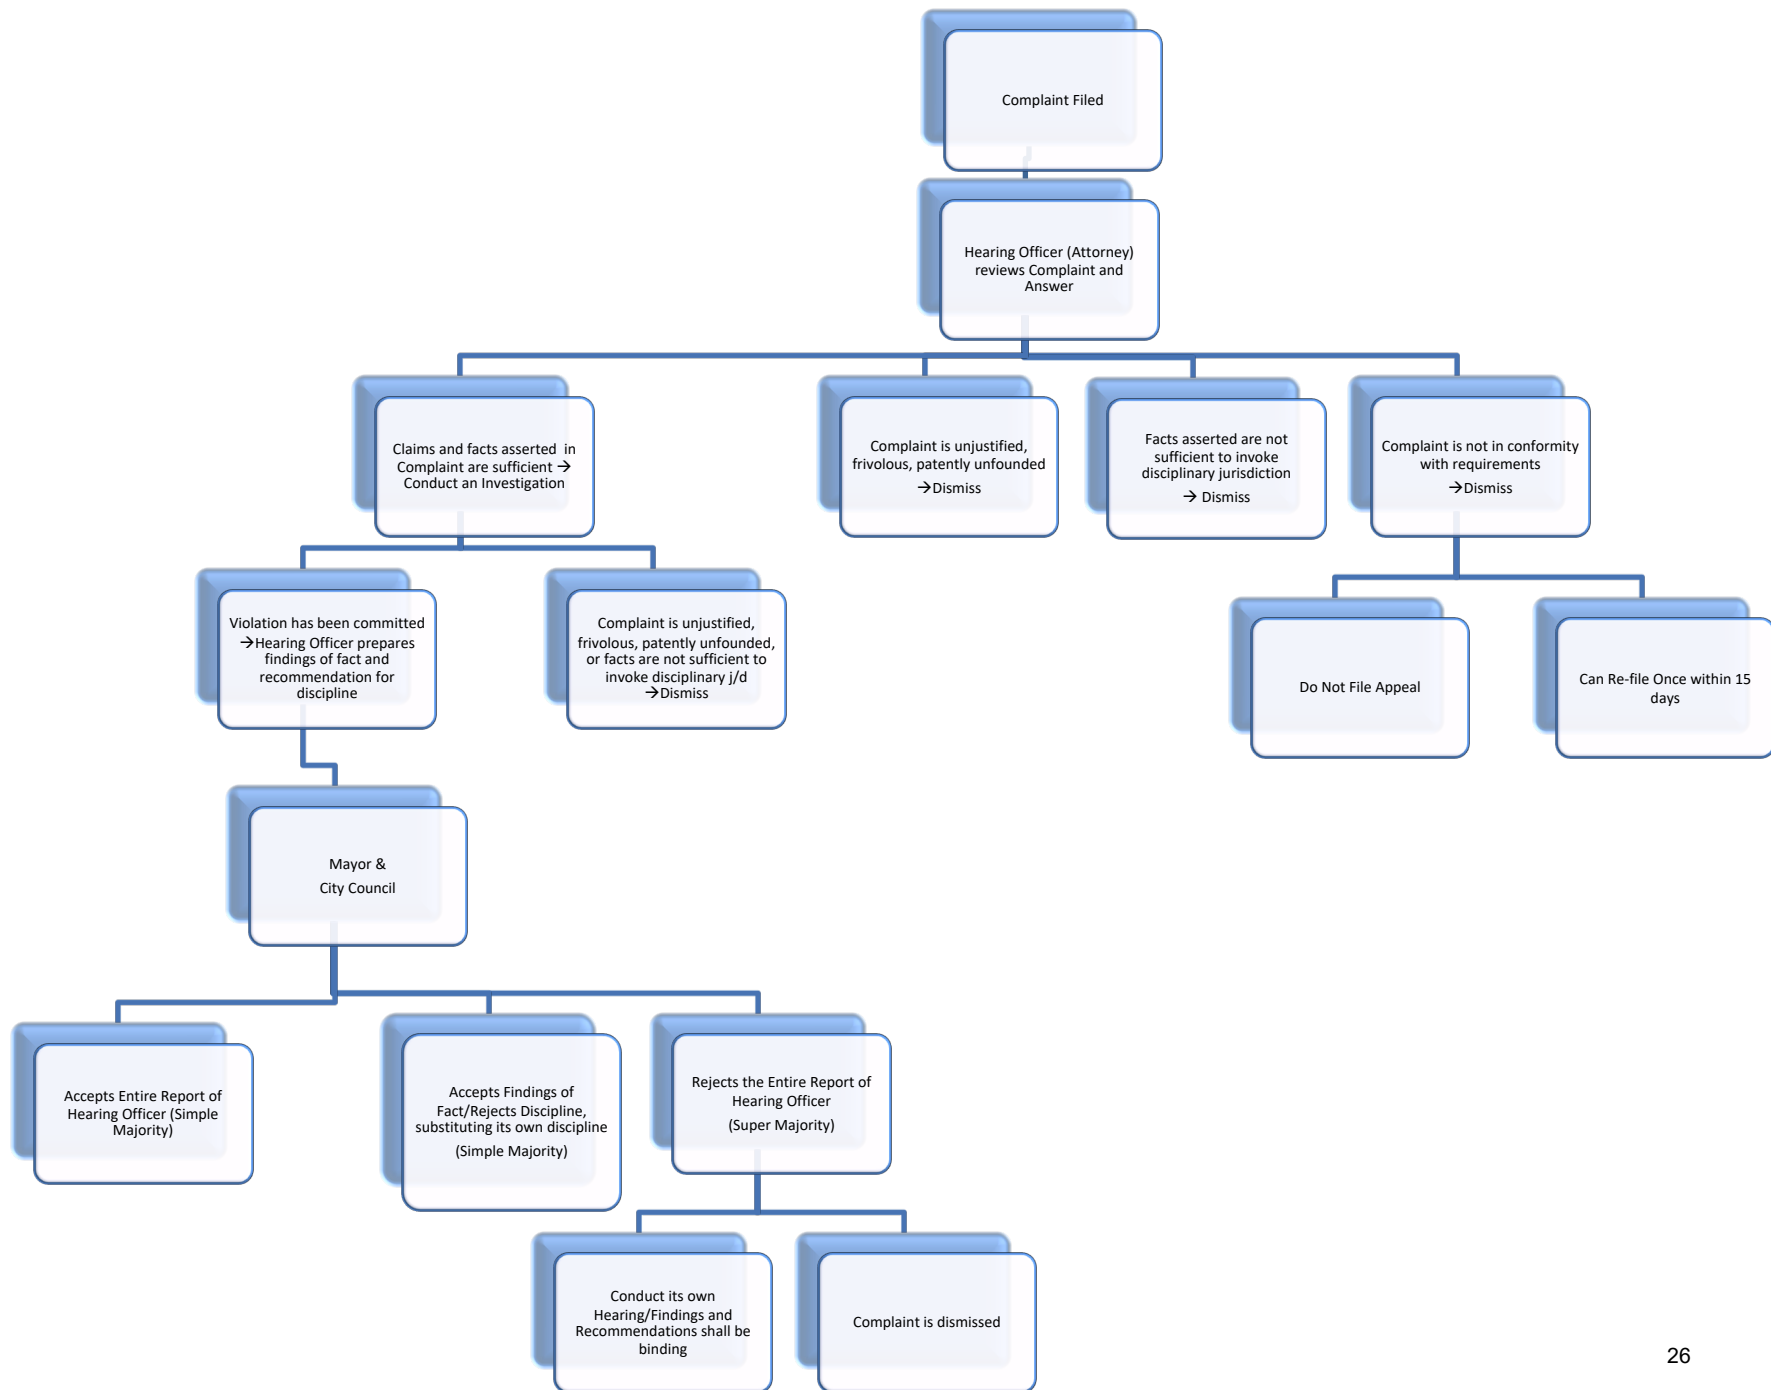 Complaint Filed
Hearing Officer (Attorney)
reviews Complaint and
Answer
Claims and facts asserted in
Complaint are sufficient →
Conduct an Investigation
Complaint is unjustified,
frivolous, patently unfounded
→Dismiss
Facts asserted are not
sufficient to invoke
disciplinary jurisdiction
→ Dismiss
Complaint is not in conformity
with requirements
→Dismiss
Violation has been committed
→Hearing Officer prepares
findings of fact and
recommendation for
discipline
Complaint is unjustified,
frivolous, patently unfounded,
or facts are not sufficient to
invoke disciplinary j/d
→Dismiss
Do Not File Appeal
Can Re-file Once within 15
days
Mayor &
City Council
Accepts Entire Report of
Hearing Officer (Simple
Majority)
Accepts Findings of
Fact/Rejects Discipline,
substituting its own discipline
(Simple Majority)
Rejects the Entire Report of
Hearing Officer
(Super Majority)
Conduct its own
Hearing/Findings and
Recommendations shall be
binding
Complaint is dismissed
26